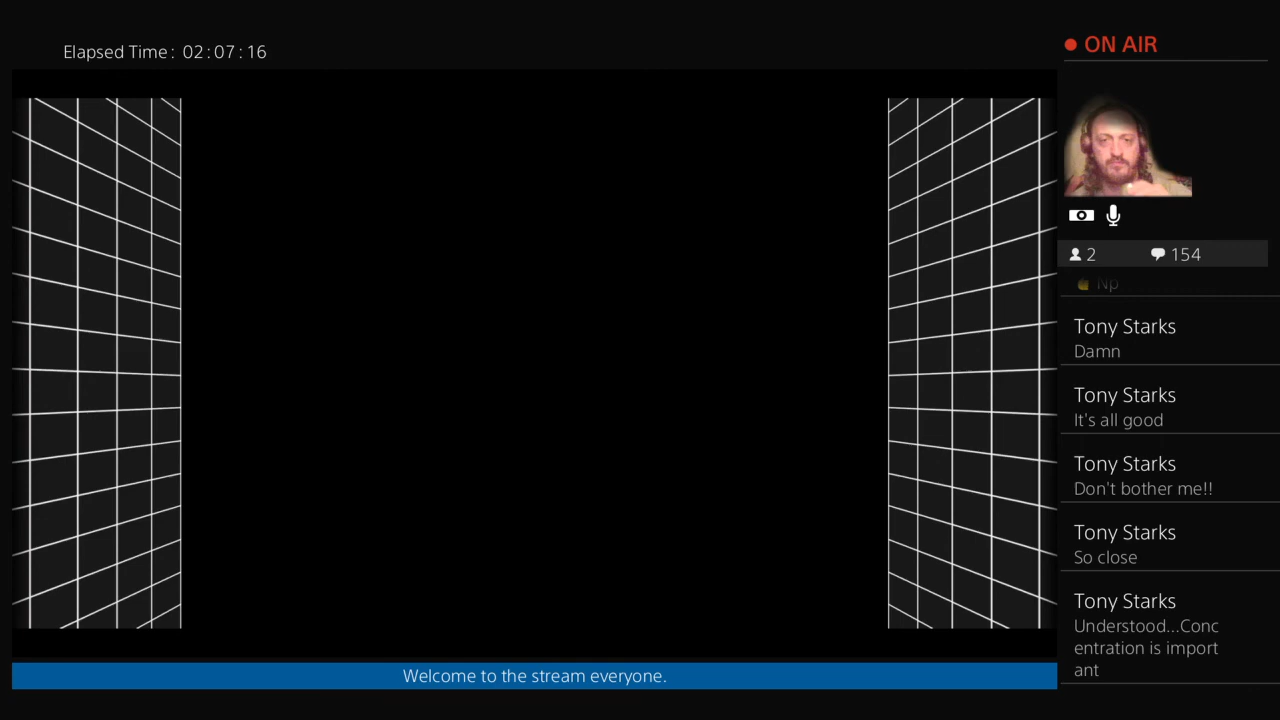 Elapsed Time: 02:07:16
ON AIR
2 154
Np
Tony Starks
Damn
Tony Starks
It's all good
Tony Starks
Don't bother me!!
Tony Starks
So close
Tony Starks
Understood...Conc
entration is import
ant
Welcome to the stream everyone.